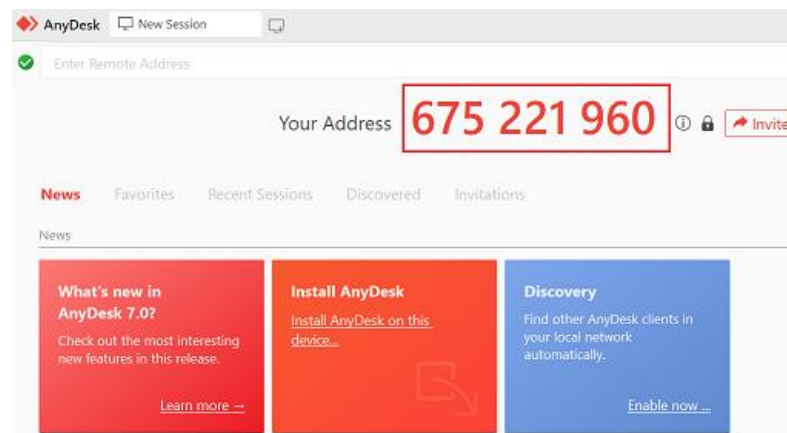 AnyDesk New Session
Enter Remote Address
Your Address 675 221 960 Invite
News Favorites Recent Sessions Discovered Invitations
News
What's new in
AnyDesk 7.0?
Check out the most interesting
new features in this release.
Learn more →
Install AnyDesk
Install AnyDesk on this
device...
Discovery
Find other AnyDesk clients in
your local network
automatically.
Enable now ...